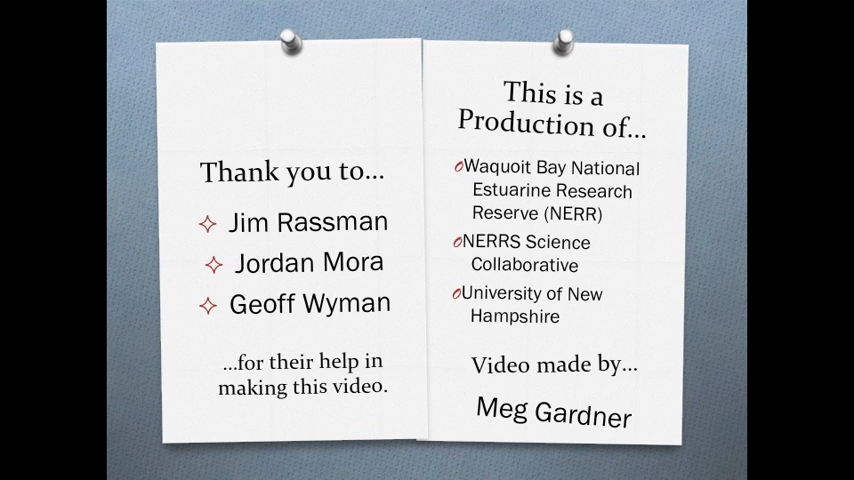 Thank you to...
Jim Rassman
Jordan Mora
Geoff Wyman
...for their help in
making this video.
This is a
Production of...
Waquoit Bay National
Estuarine Research
Reserve (NERR)
NERRS Science
Collaborative
University of New
Hampshire
Video made by...
Meg Gardner